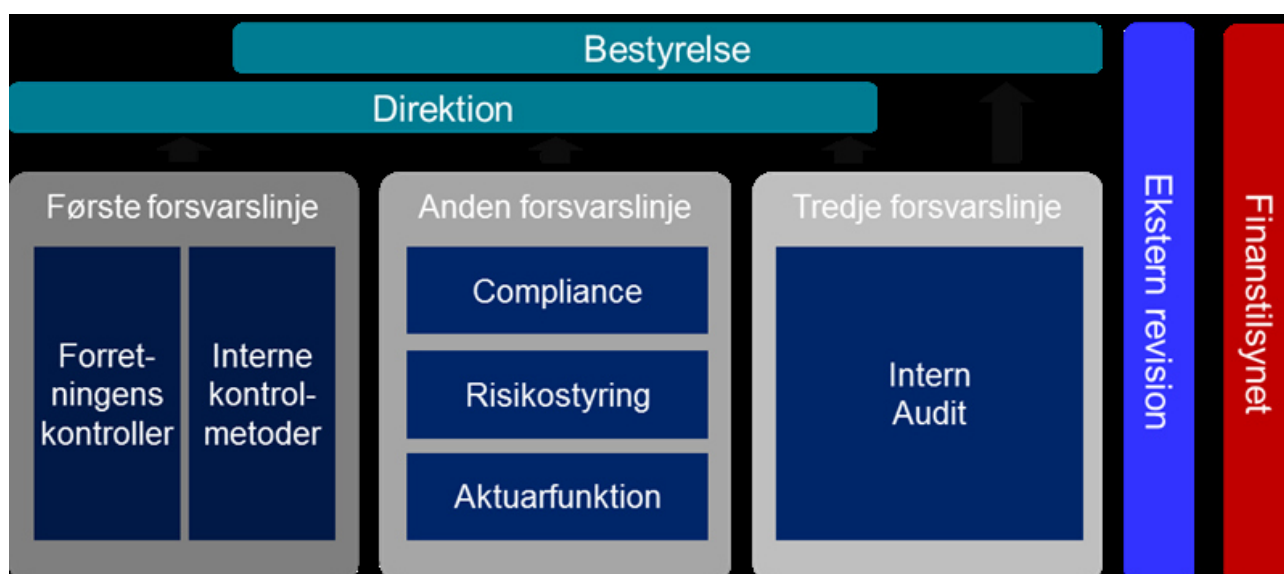 Bestyrelse
Direktion
Første forsvarslinje
Forret-
ningens
kontroller
Interne
kontrol-
metoder
Anden forsvarslinje
Compliance
Risikostyring
Aktuarfunktion
Tredje forsvarslinje
Intern
Audit
Ekstern revision
Finanstilsynet